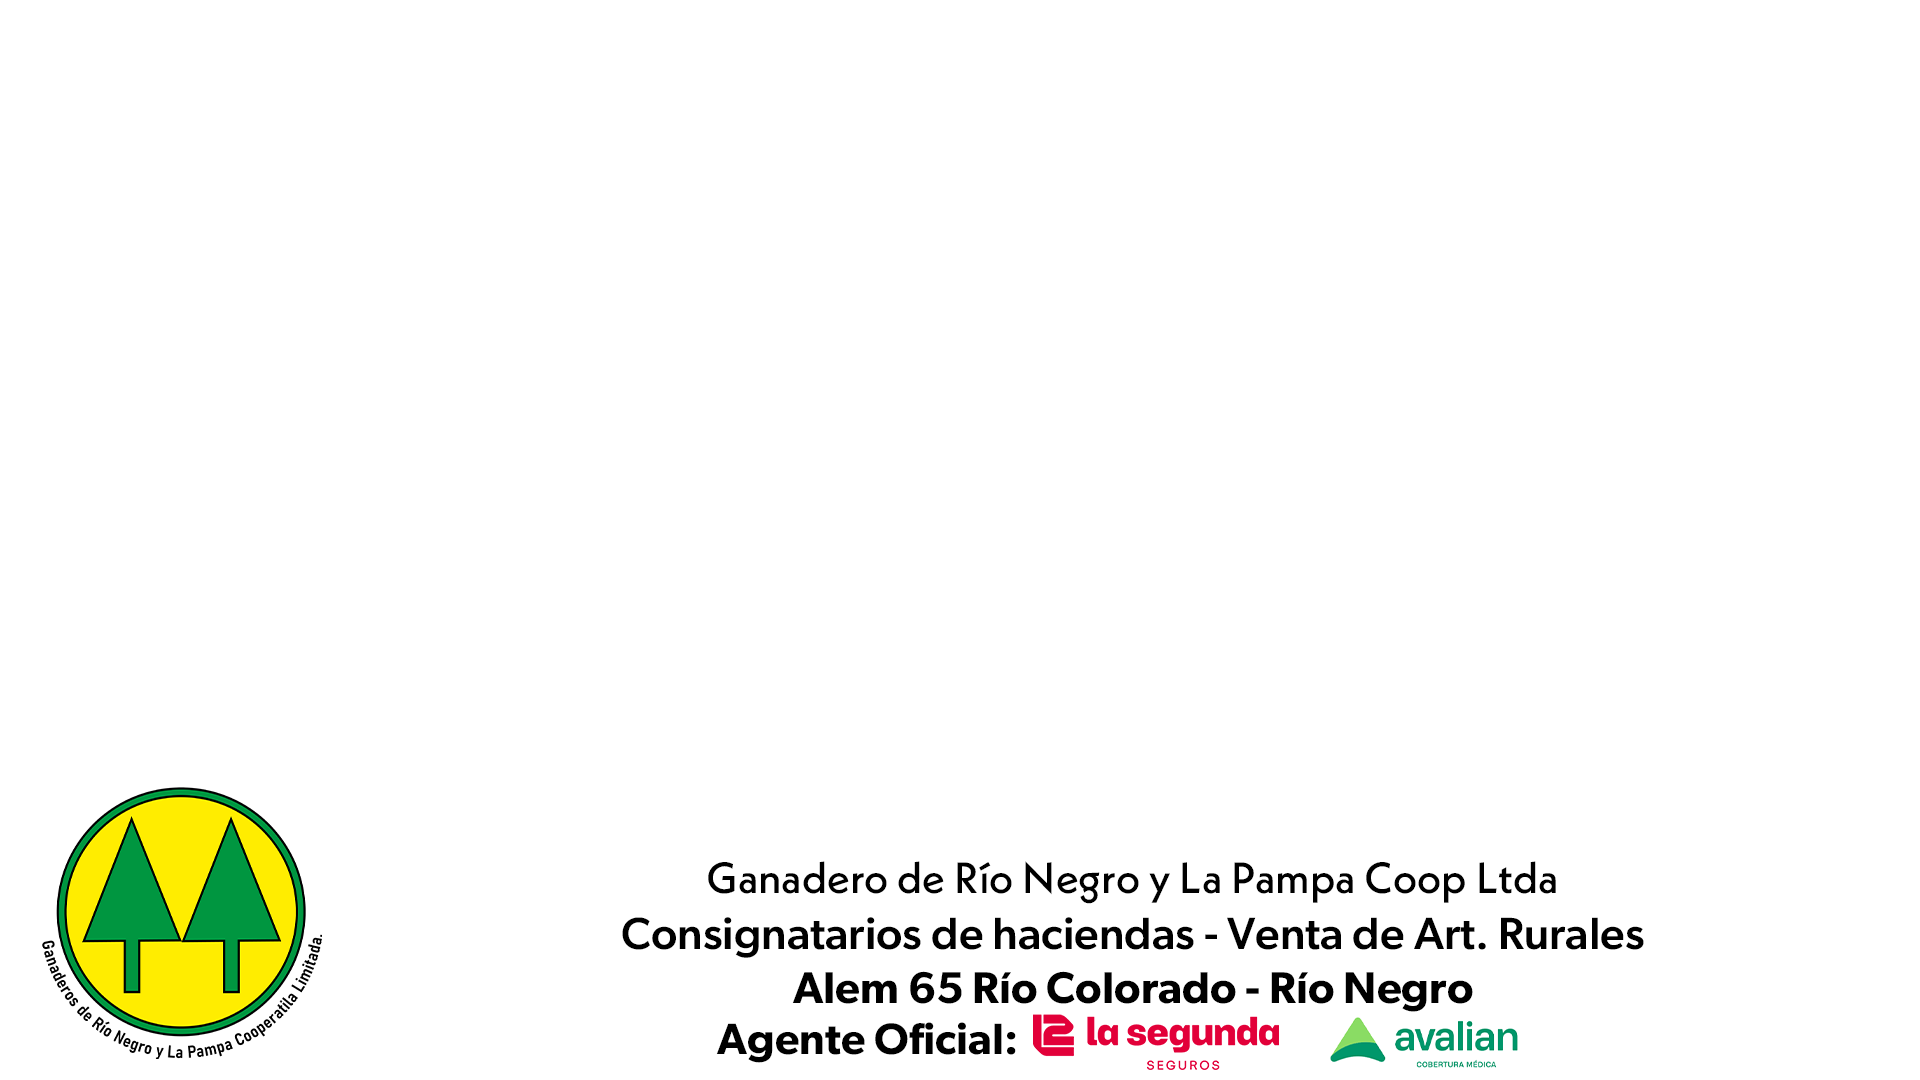 Ganaderos de Río Negro y La Pampa Cooperatila Limitada.
Ganadero de Río Negro y La Pampa Coop Ltda
Consignatarios de haciendas - Venta de Art. Rurales
Alem 65 Río Colorado - Río Negro
Agente Oficial: la segunda avalian
SEGUROS COBERTURA MÉDICA